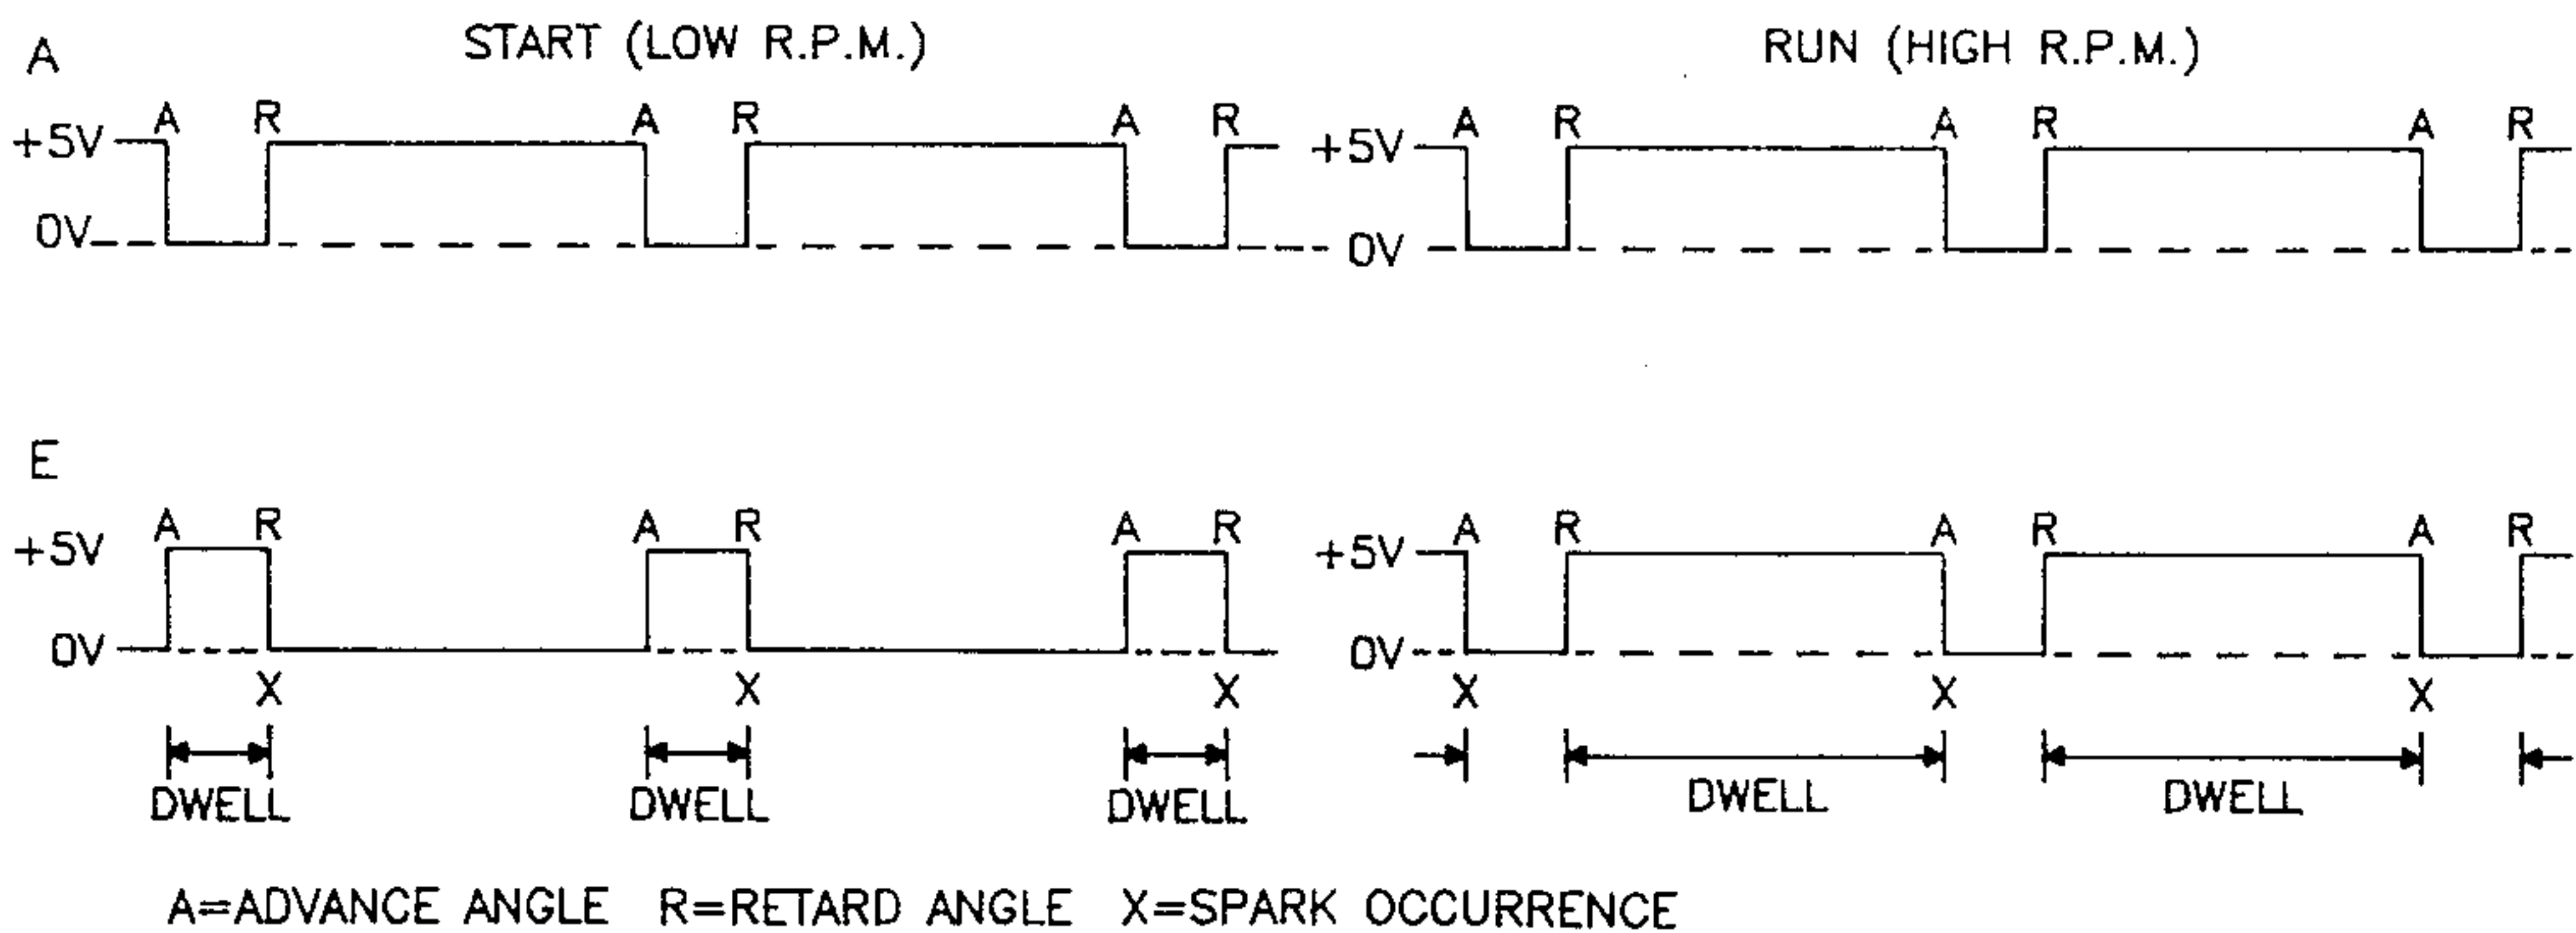 START (LOW R.P.M.) RUN (HIGH R.P.M.)
A
A R A R A R A R A R A R
+5V +5V
0V 0V
E
A R A R A R A R A R A R
+5V +5V
0V 0V
X X X X X X
DWELL DWELL DWELL DWELL DWELL
A=ADVANCE ANGLE R=RETARD ANGLE X=SPARK OCCURRENCE